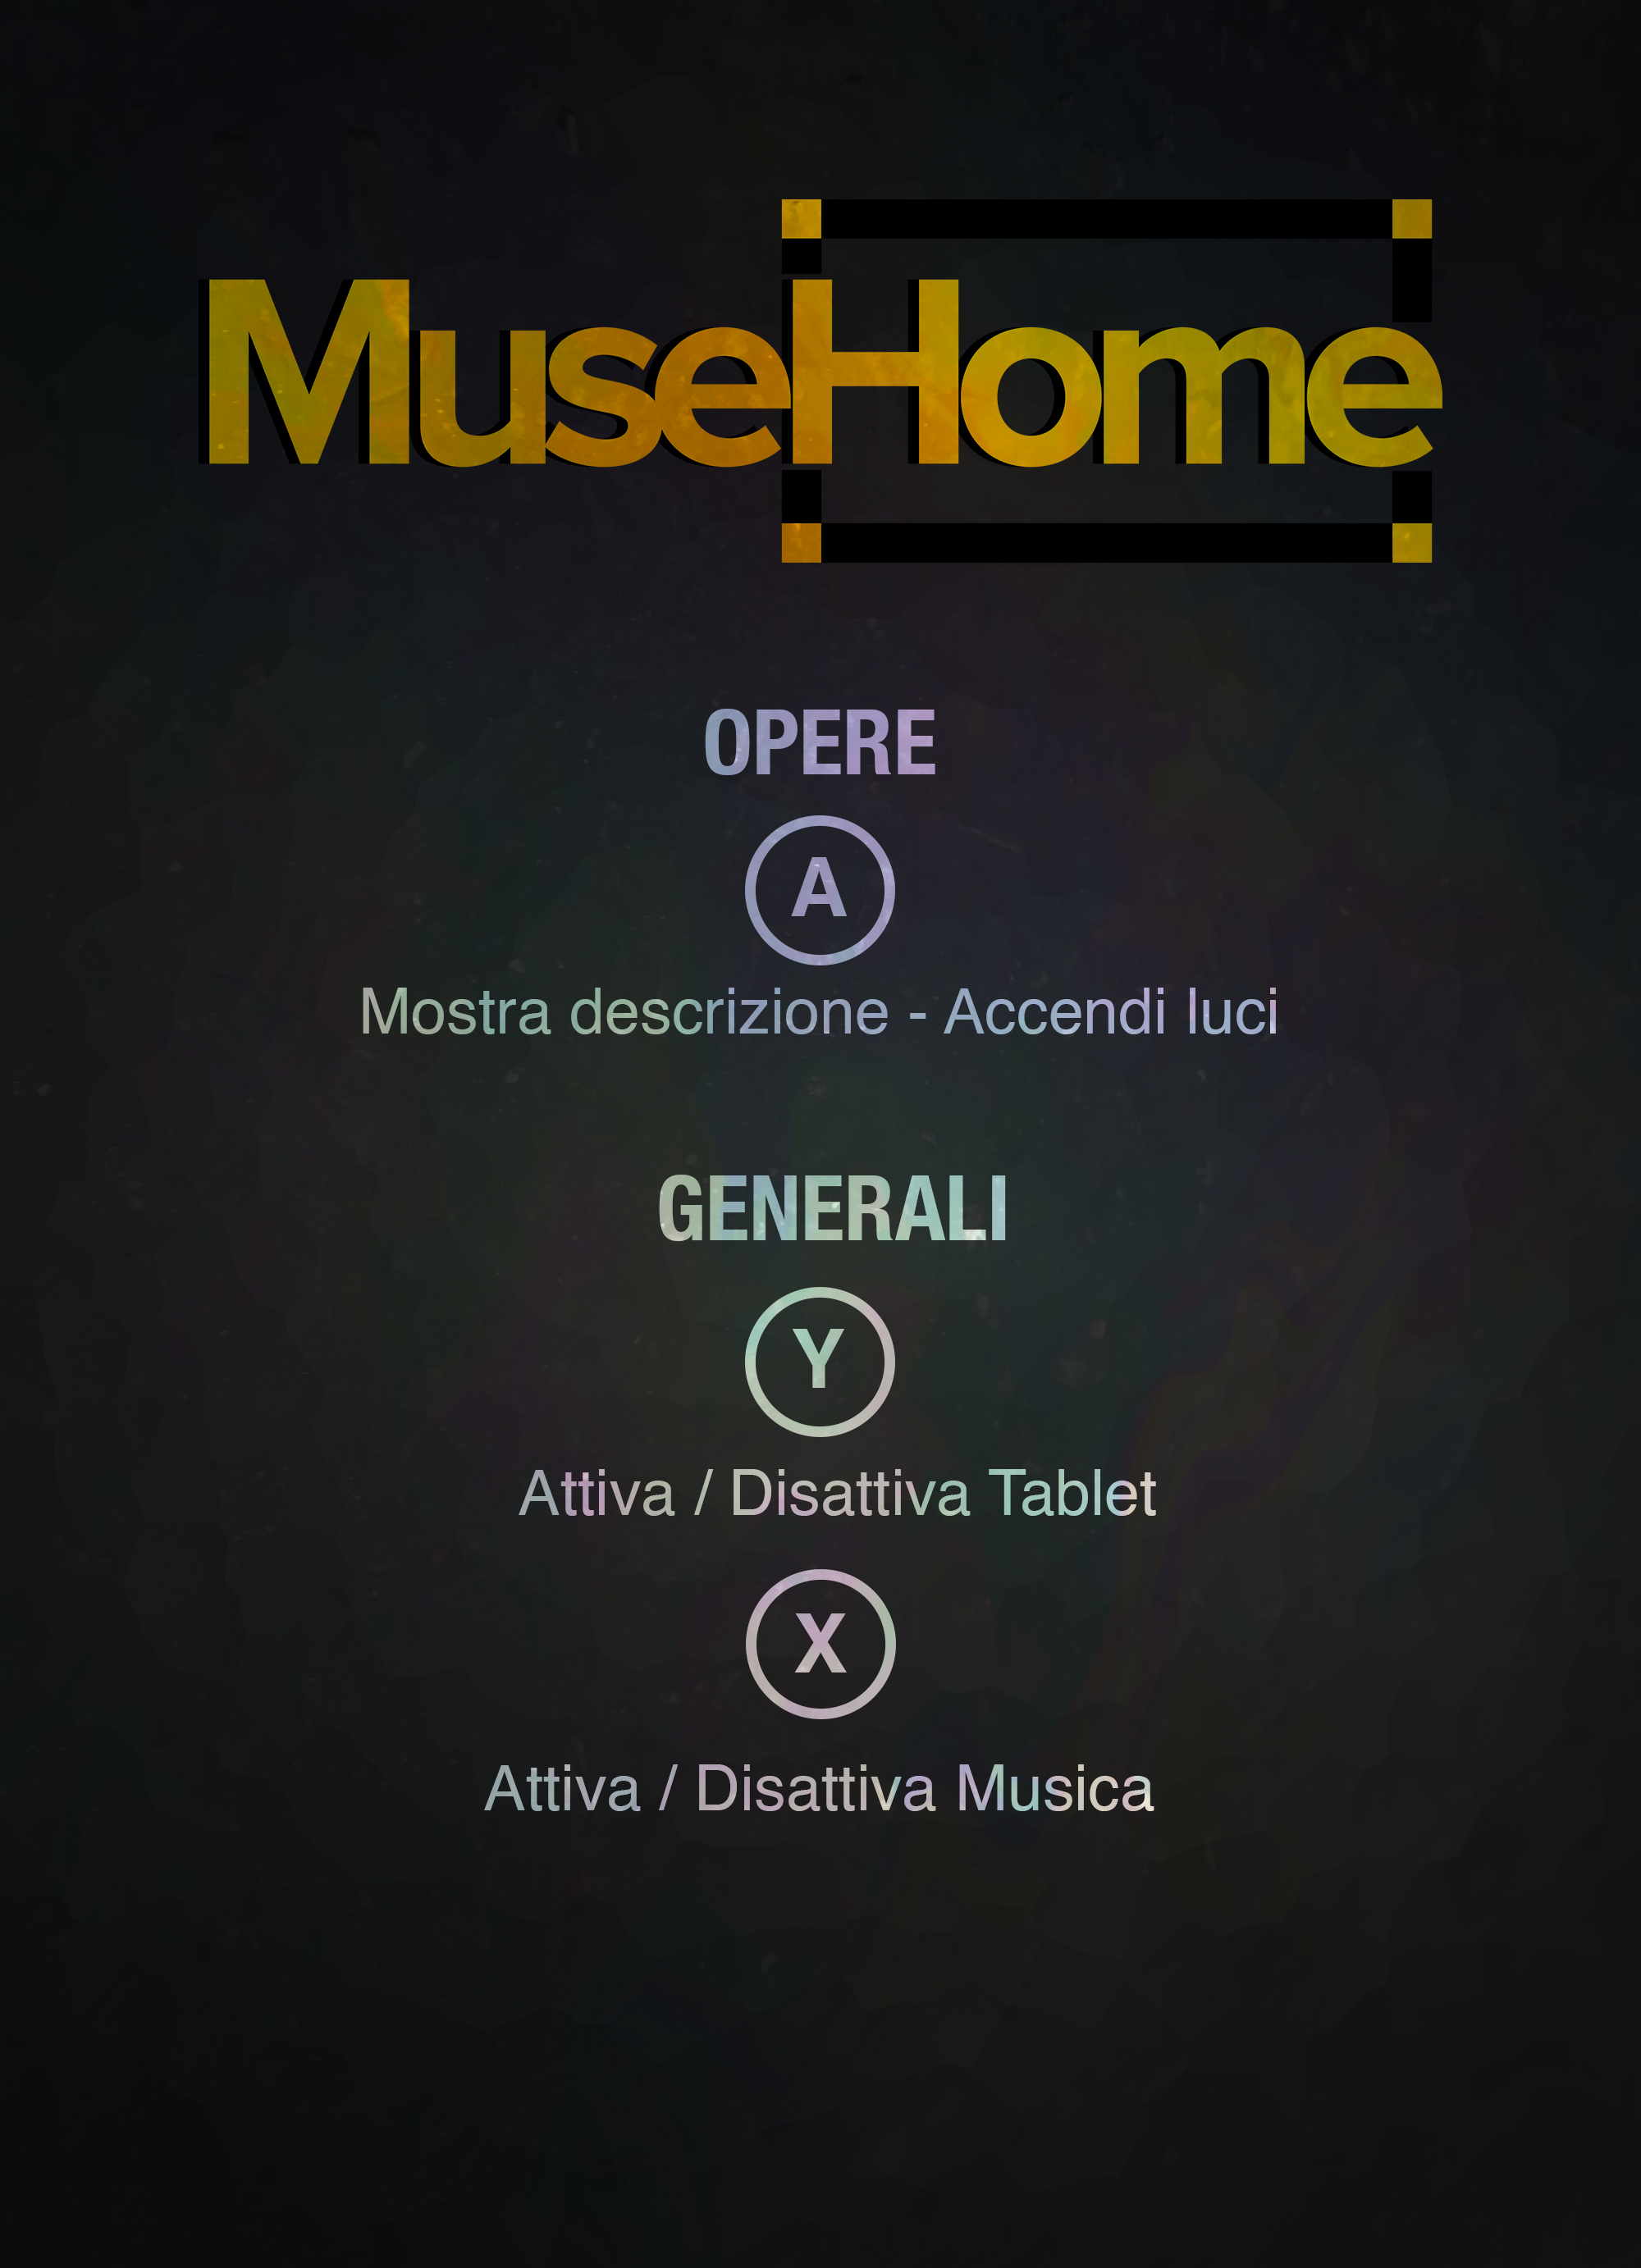 MuseHome
OPERE
A
Mostra descrizione - Accendi luci
GENERALI
Y
Attiva / Disattiva Tablet
X
Attiva / Disattiva Musica